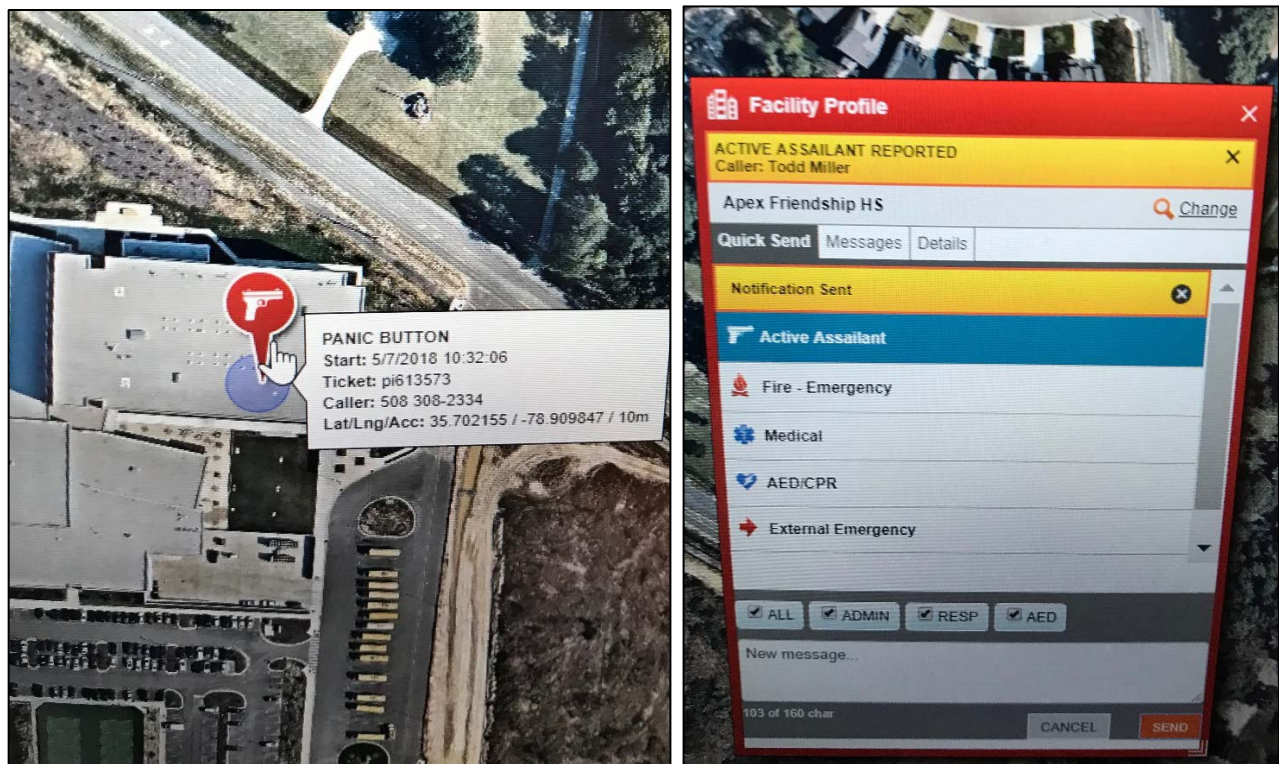 PANIC BUTTON
Start: 5/7/2018 10:32:06
Ticket: pi613573
Caller: 508 308-2334
Lat/Lng/Acc: 35.702155 / -78.909847 / 10m
Facility Profile
ACTIVE ASSAILANT REPORTED
Caller: Todd Miller
Apex Friendship HS
Change
Quick Send Messages Details
Notification Sent
Active Assailant
Fire - Emergency
Medical
AED/CPR
External Emergency
ALL ADMIN RESP AED
New message...
103 of 160 char
CANCEL SEND